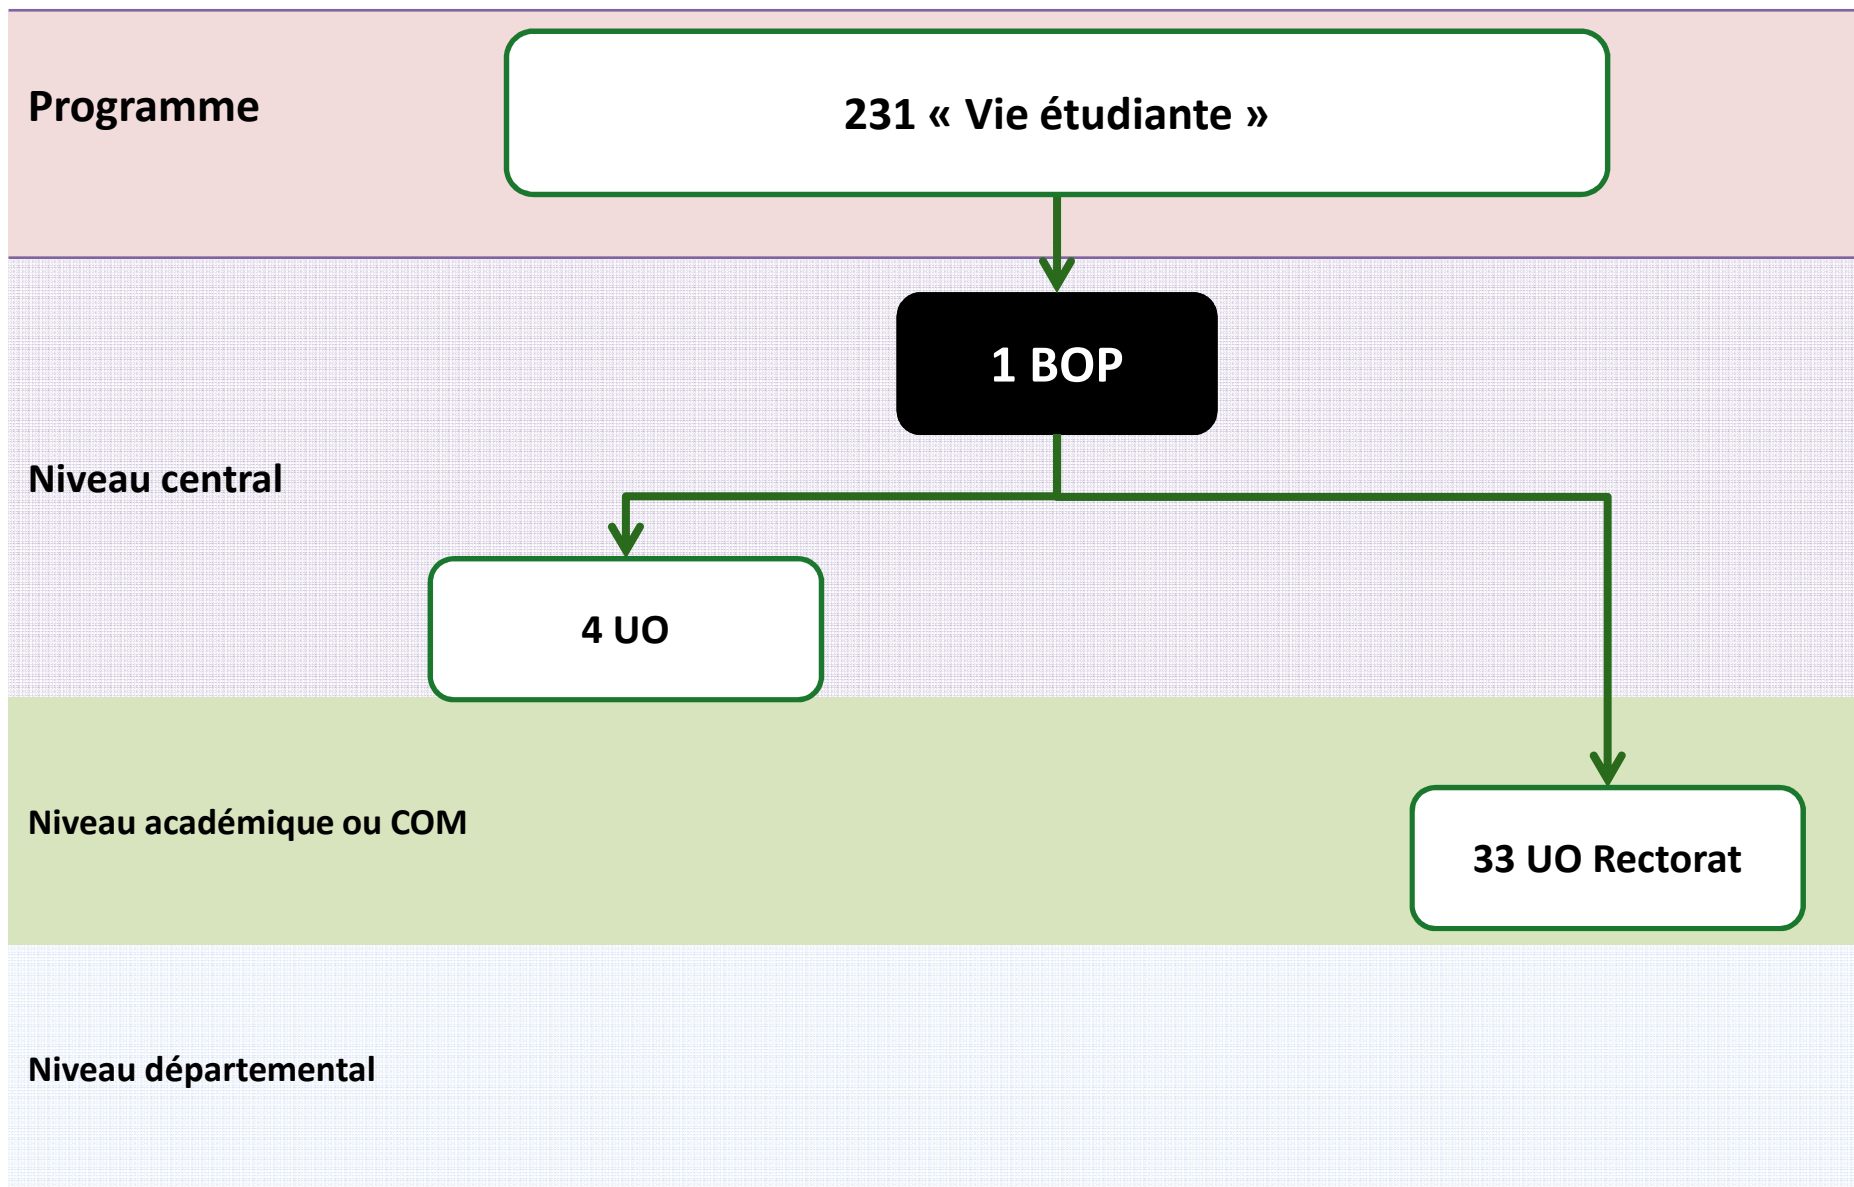 Programme
231 « Vie étudiante »
1 BOP
Niveau central
4 UO
Niveau académique ou COM
33 UO Rectorat
Niveau départemental